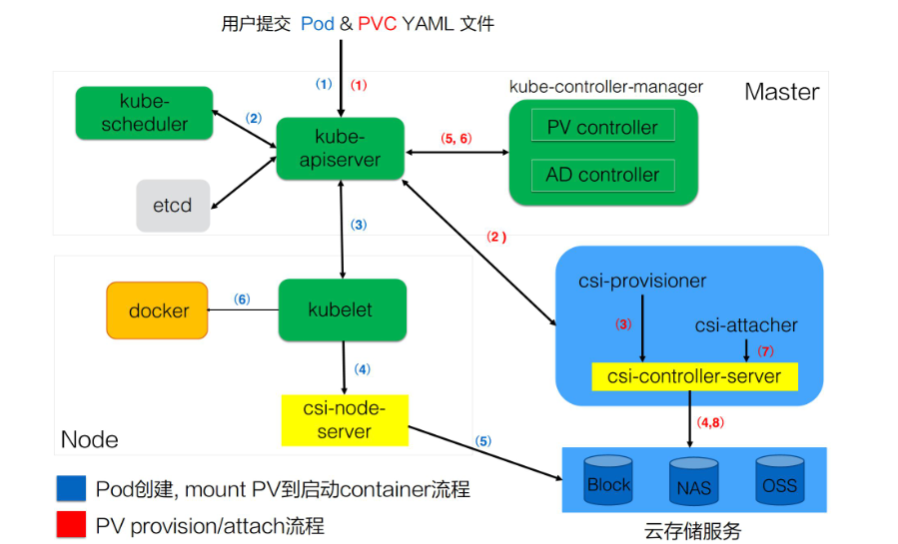 用户提交 Pod & PVC YAML 文件
(1) (1)
kube-controller-manager
Master
kube-
scheduler
(2)
kube-
apiserver
(5, 6)
PV controller
AD controller
etcd
(3)
(2 )
docker
(6)
kubelet
csi-provisioner
(3)
csi-attacher
(7)
csi-controller-server
(4)
csi-node-
server
(4,8)
Node
(5)
Block
NAS
OSS
Pod创建, mount PV到启动container流程
PV provision/attach流程
云存储服务